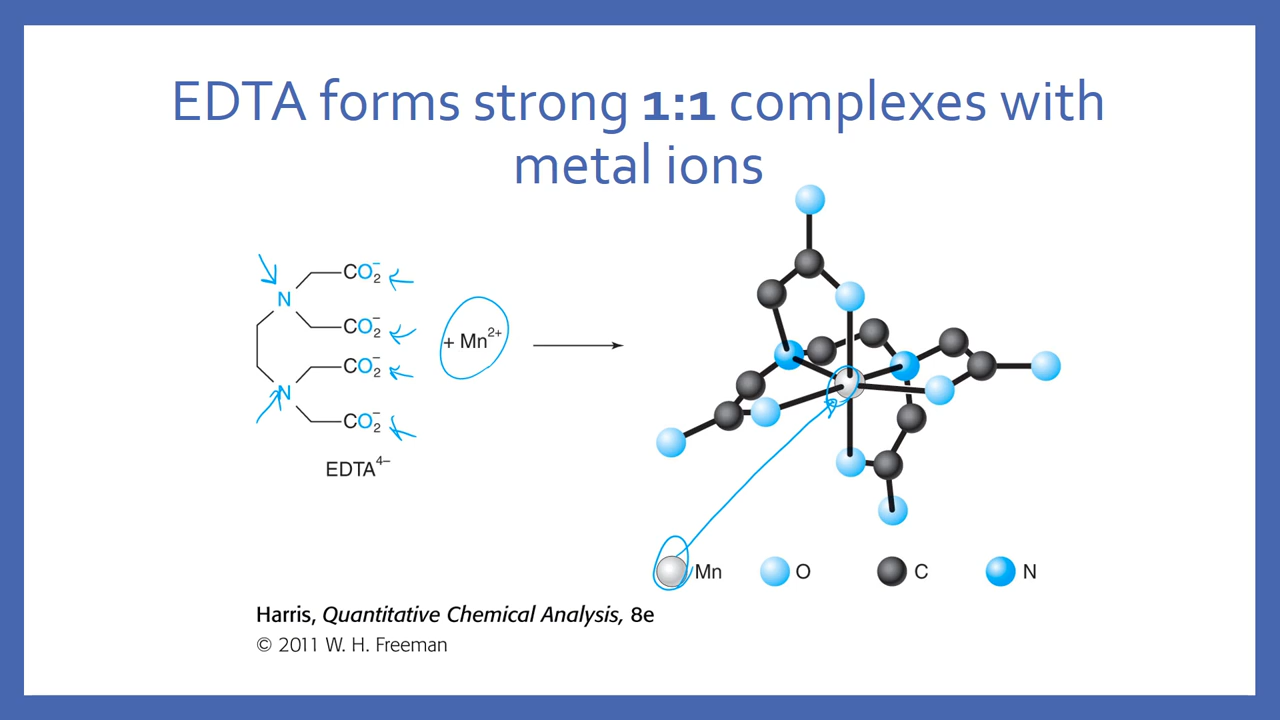 EDTA forms strong 1:1 complexes with
metal ions
CO₂⁻
N
CO₂⁻
+ Mn²⁺
CO₂⁻
N
CO₂⁻
EDTA⁴⁻
Mn
O
C
N
Harris, Quantitative Chemical Analysis, 8e
© 2011 W. H. Freeman